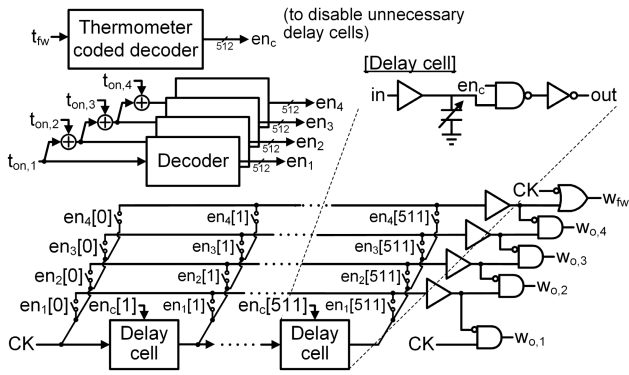 t_fw
Thermometer coded decoder
512
en_c
(to disable unnecessary delay cells)
[Delay cell]
en_c
in
out
t_on,4
t_on,3
t_on,2
t_on,1
Decoder
512
en_4
512
en_3
512
en_2
512
en_1
CK
w_fw
en_4[0]
en_4[1]
en_4[511]
w_o,4
en_3[0]
en_3[1]
en_3[511]
w_o,3
en_2[0]
en_2[1]
en_2[511]
w_o,2
en_1[0]
en_c[1]
en_1[1]
en_c[511]
en_1[511]
w_o,1
CK
Delay cell
Delay cell
CK